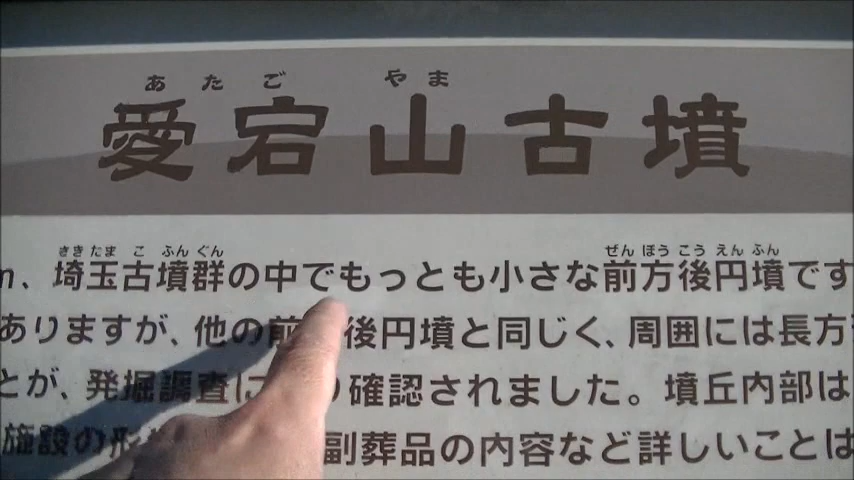 あたご やま
愛宕山古墳
さきたまこふんぐん ぜんぽうこうえんふん
m、埼玉古墳群の中でもっとも小さな前方後円墳です
ありますが、他の前 後円墳と同じく、周囲には長方
とが、発掘調査に 確認されました。墳丘内部は
施設の形 副葬品の内容など詳しいことは